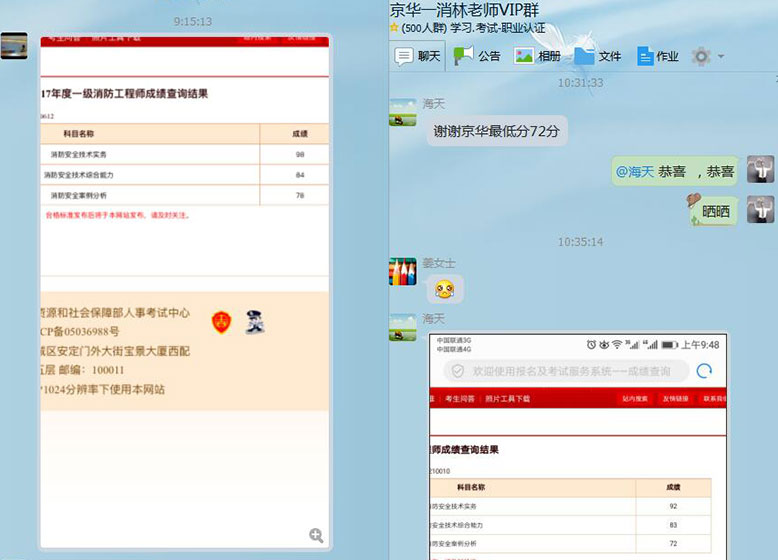 9:15:13
考生问答 照片工具下载 站内搜索 友情链接
17年度一级消防工程师成绩查询结果
0612
科目名称 成绩
消防安全技术实务 98
消防安全技术综合能力 84
消防安全案例分析 78
合格标准发布后将于本网站发布，请及时关注。
资源和社会保障部人事考试中心
CP备05036988号
城区安定门外大街宝景大厦西配
五层 邮编：100011
*1024分辨率下使用本网站
京华一消林老师VIP群
(500人群) 学习.考试-职业认证
聊天 公告 相册 文件 作业
10:31:33
海天
谢谢京华最低分72分
@海天 恭喜 ，恭喜
晒晒
10:35:14
姜女士
海天
中国联通3G
中国联通4G
上午9:48
欢迎使用报名及考试服务系统--成绩查询
题 考生问答 照片工具下载 站内搜索 友情链接 联系我们
师成绩查询结果
210010
科目名称 成绩
消防安全技术实务 92
防安全技术综合能力 83
消防安全案例分析 72